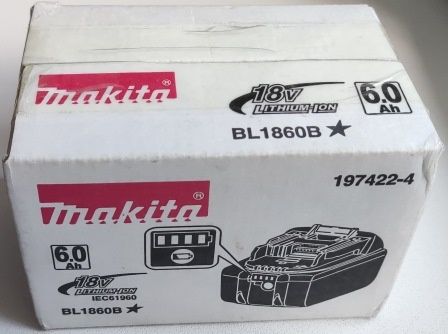 makita®
18V
LITHIUM-ION
6.0
Ah
BL1860B★
197422-4
makita®
6.0
Ah
18V
LITHIUM-ION
IEC61960
BL1860B★